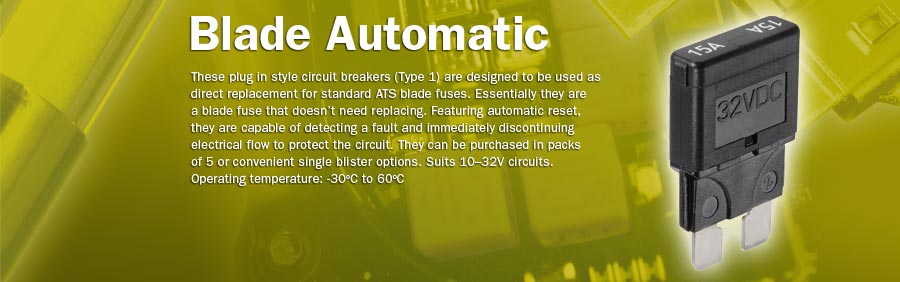 Blade Automatic
These plug in style circuit breakers (Type 1) are designed to be used as
direct replacement for standard ATS blade fuses. Essentially they are
a blade fuse that doesn't need replacing. Featuring automatic reset,
they are capable of detecting a fault and immediately discontinuing
electrical flow to protect the circuit. They can be purchased in packs
of 5 or convenient single blister options. Suits 10–32V circuits.
Operating temperature: -30ºC to 60ºC
15A
15A
32VDC